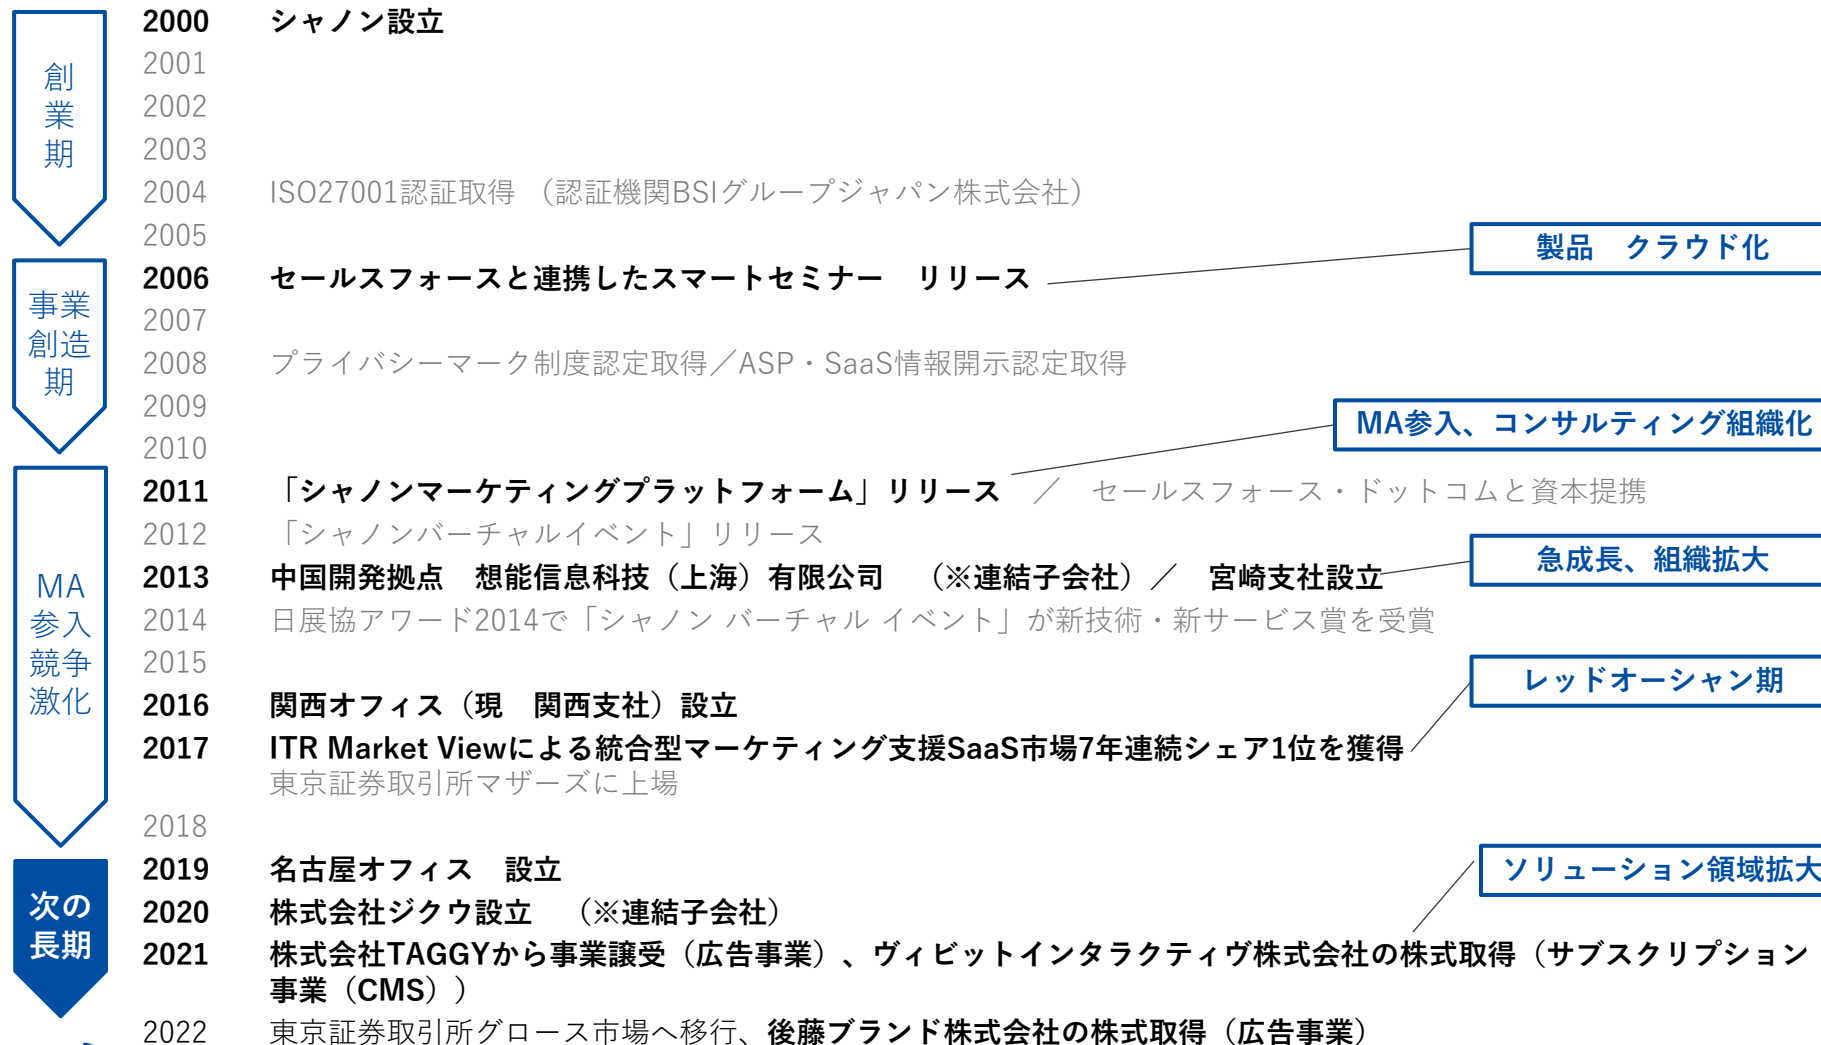 創
業
期
事業
創造
期
MA
参入
競争
激化
次の
長期
2000 シャノン設立
2001
2002
2003
2004 ISO27001認証取得 （認証機関BSIグループジャパン株式会社）
2005
製品　クラウド化
2006 セールスフォースと連携したスマートセミナー　リリース
2007
2008 プライバシーマーク制度認定取得／ASP・SaaS情報開示認定取得
2009
MA参入、コンサルティング組織化
2010
2011 「シャノンマーケティングプラットフォーム」リリース　／　セールスフォース・ドットコムと資本提携
2012 「シャノンバーチャルイベント」リリース
急成長、組織拡大
2013 中国開発拠点　想能信息科技（上海）有限公司　（※連結子会社）／　宮崎支社設立
2014 日展協アワード2014で「シャノン バーチャル イベント」が新技術・新サービス賞を受賞
2015
レッドオーシャン期
2016 関西オフィス（現　関西支社）設立
2017 ITR Market Viewによる統合型マーケティング支援SaaS市場7年連続シェア1位を獲得
東京証券取引所マザーズに上場
2018
2019 名古屋オフィス　設立
ソリューション領域拡大
2020 株式会社ジクウ設立　（※連結子会社）
2021 株式会社TAGGYから事業譲受（広告事業）、ヴィビットインタラクティヴ株式会社の株式取得（サブスクリプション
事業（CMS））
2022 東京証券取引所グロース市場へ移行、後藤ブランド株式会社の株式取得（広告事業）